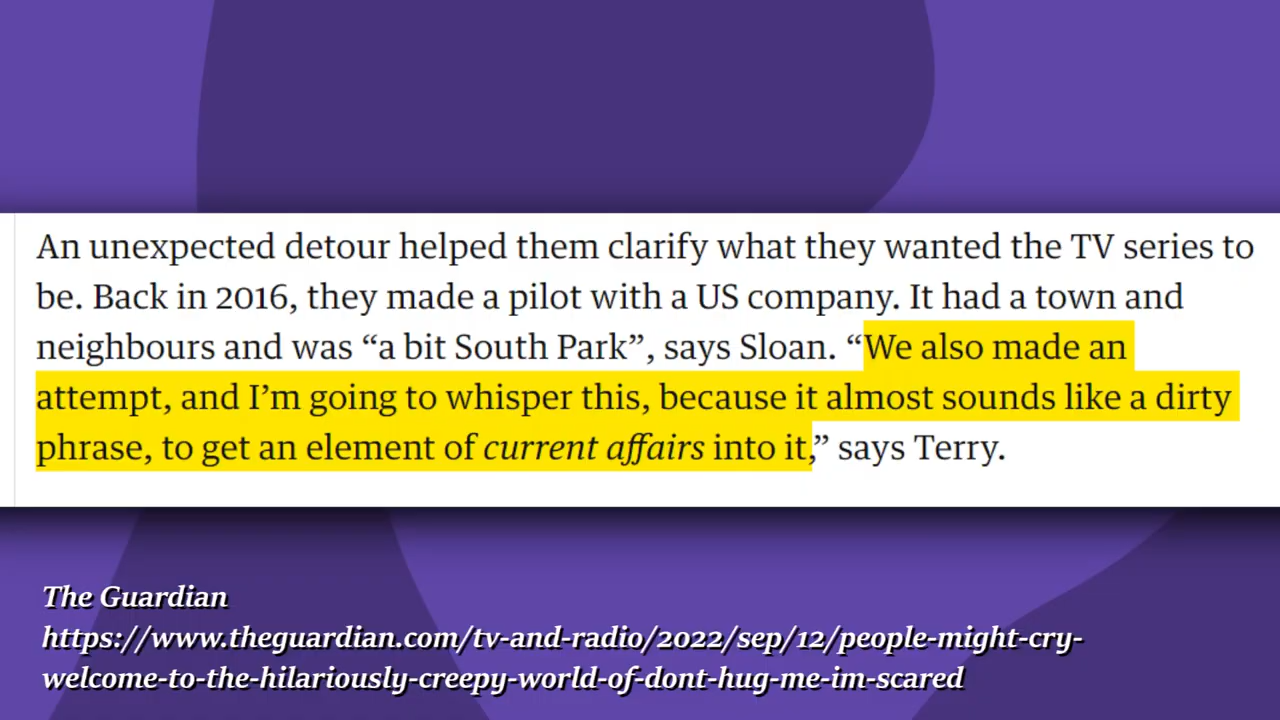 An unexpected detour helped them clarify what they wanted the TV series to
be. Back in 2016, they made a pilot with a US company. It had a town and
neighbours and was “a bit South Park”, says Sloan. “We also made an
attempt, and I’m going to whisper this, because it almost sounds like a dirty
phrase, to get an element of current affairs into it,” says Terry.
The Guardian
https://www.theguardian.com/tv-and-radio/2022/sep/12/people-might-cry-
welcome-to-the-hilariously-creepy-world-of-dont-hug-me-im-scared